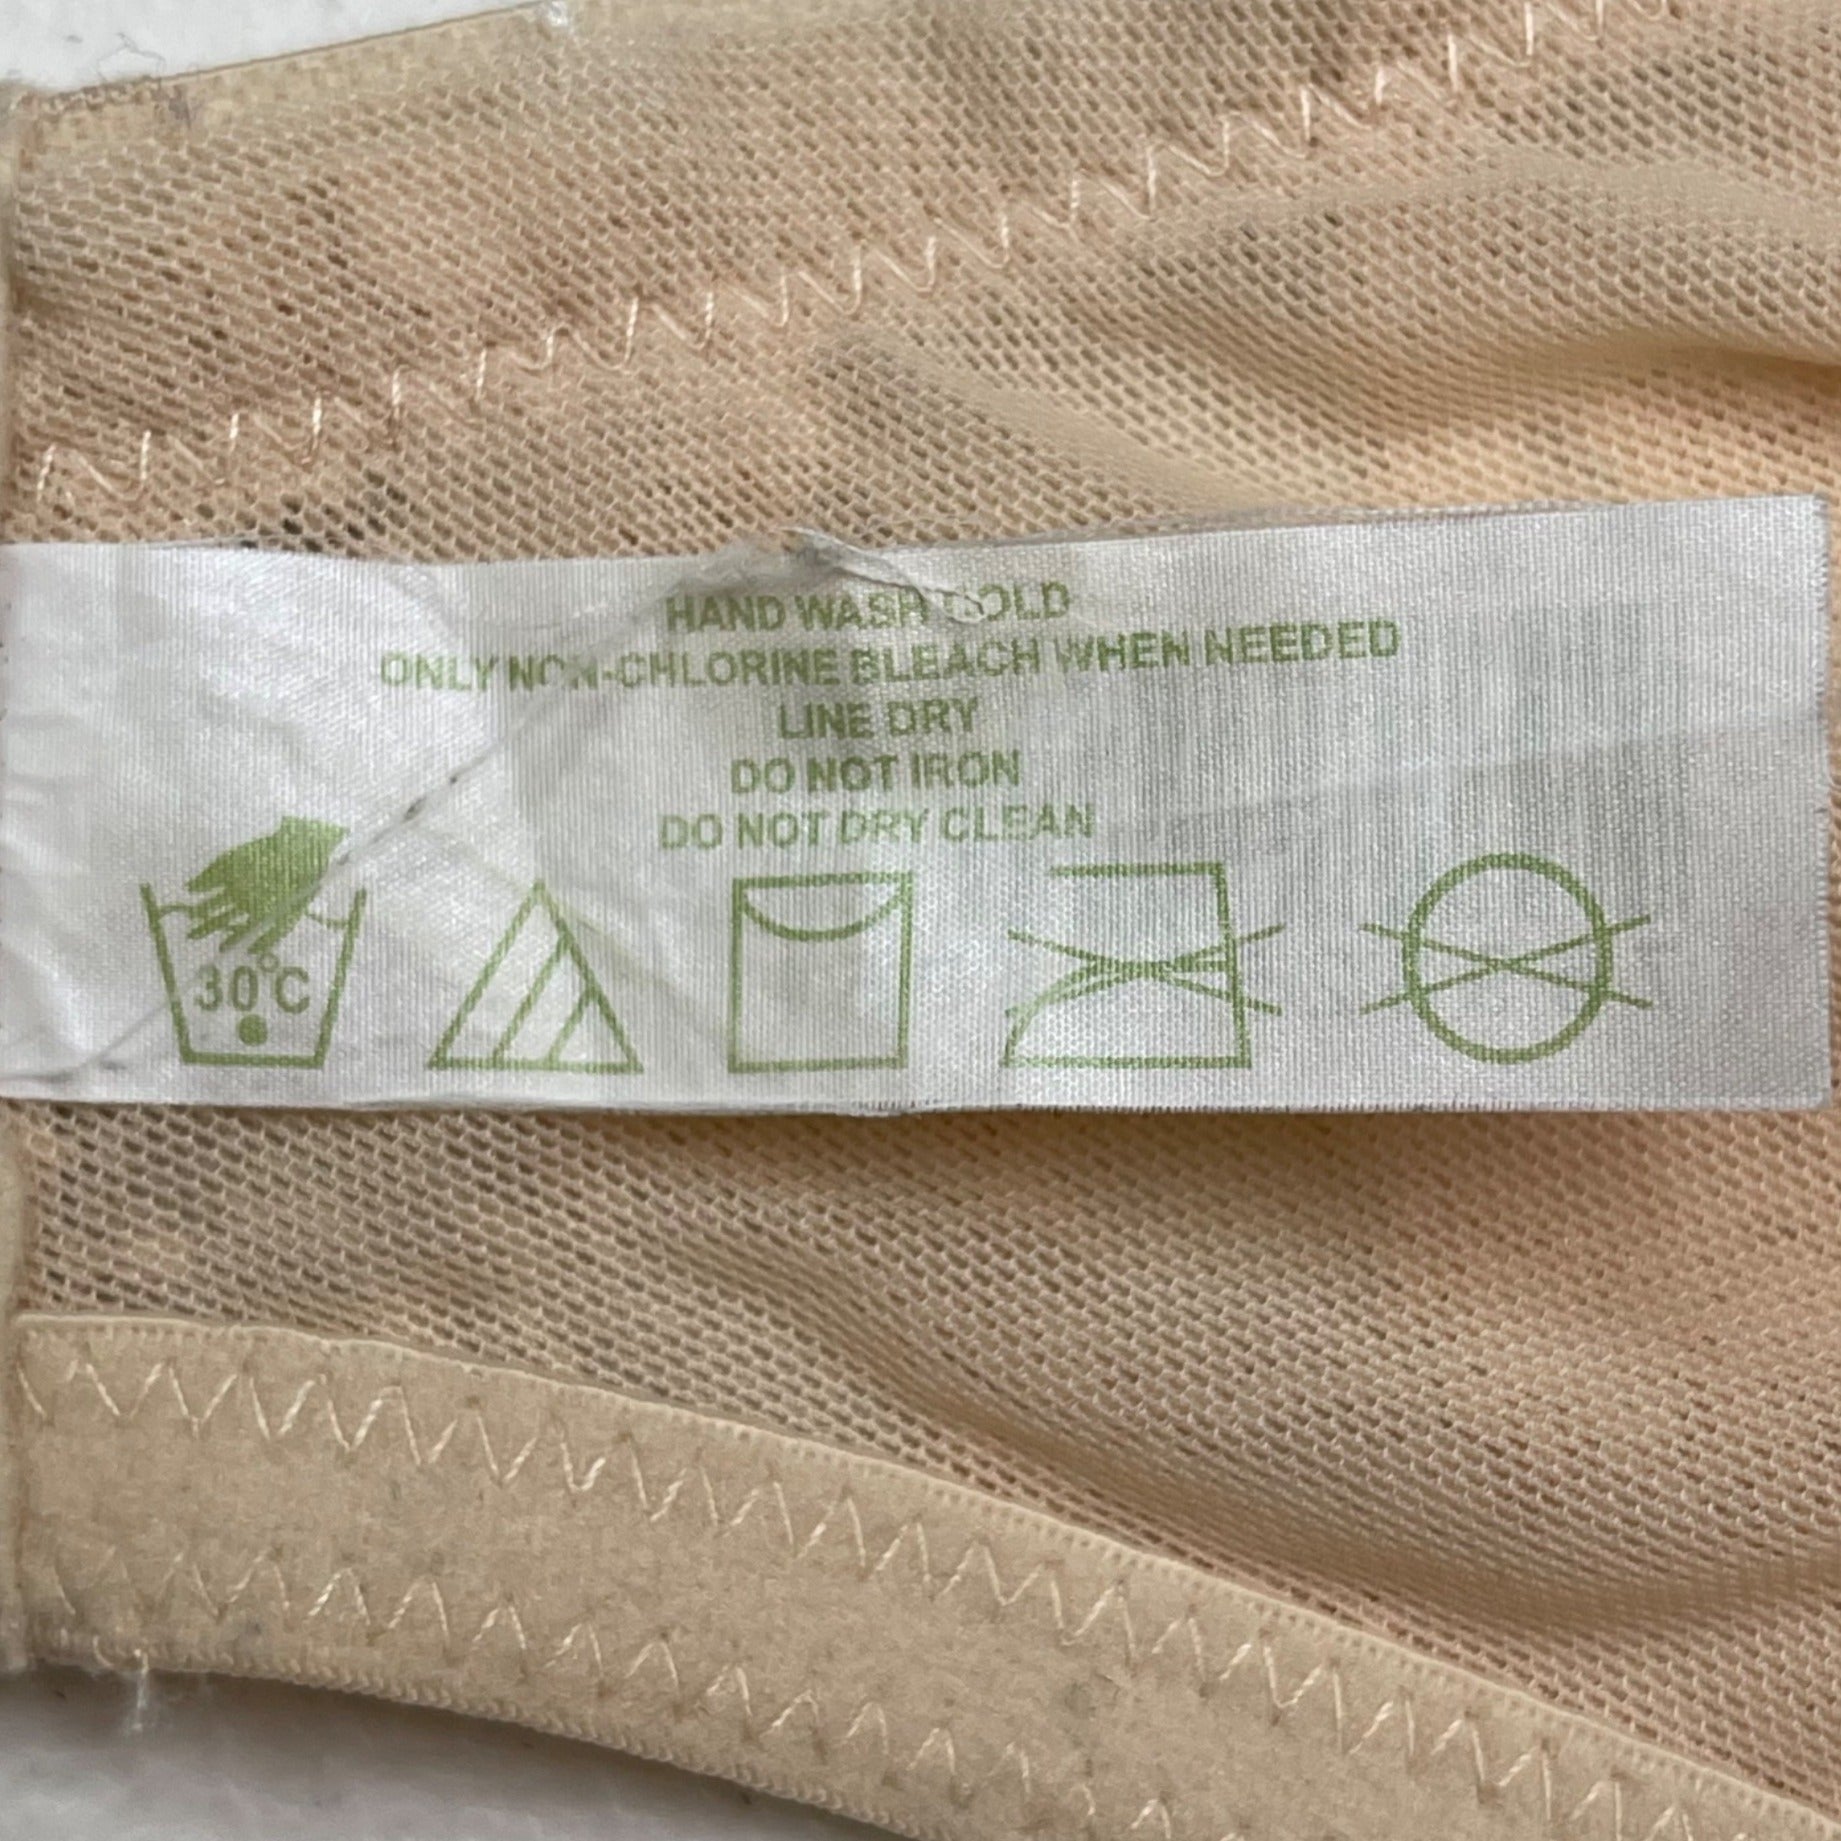 HAND WASH COLD
ONLY NON-CHLORINE BLEACH WHEN NEEDED
LINE DRY
DO NOT IRON
DO NOT DRY CLEAN
30°C